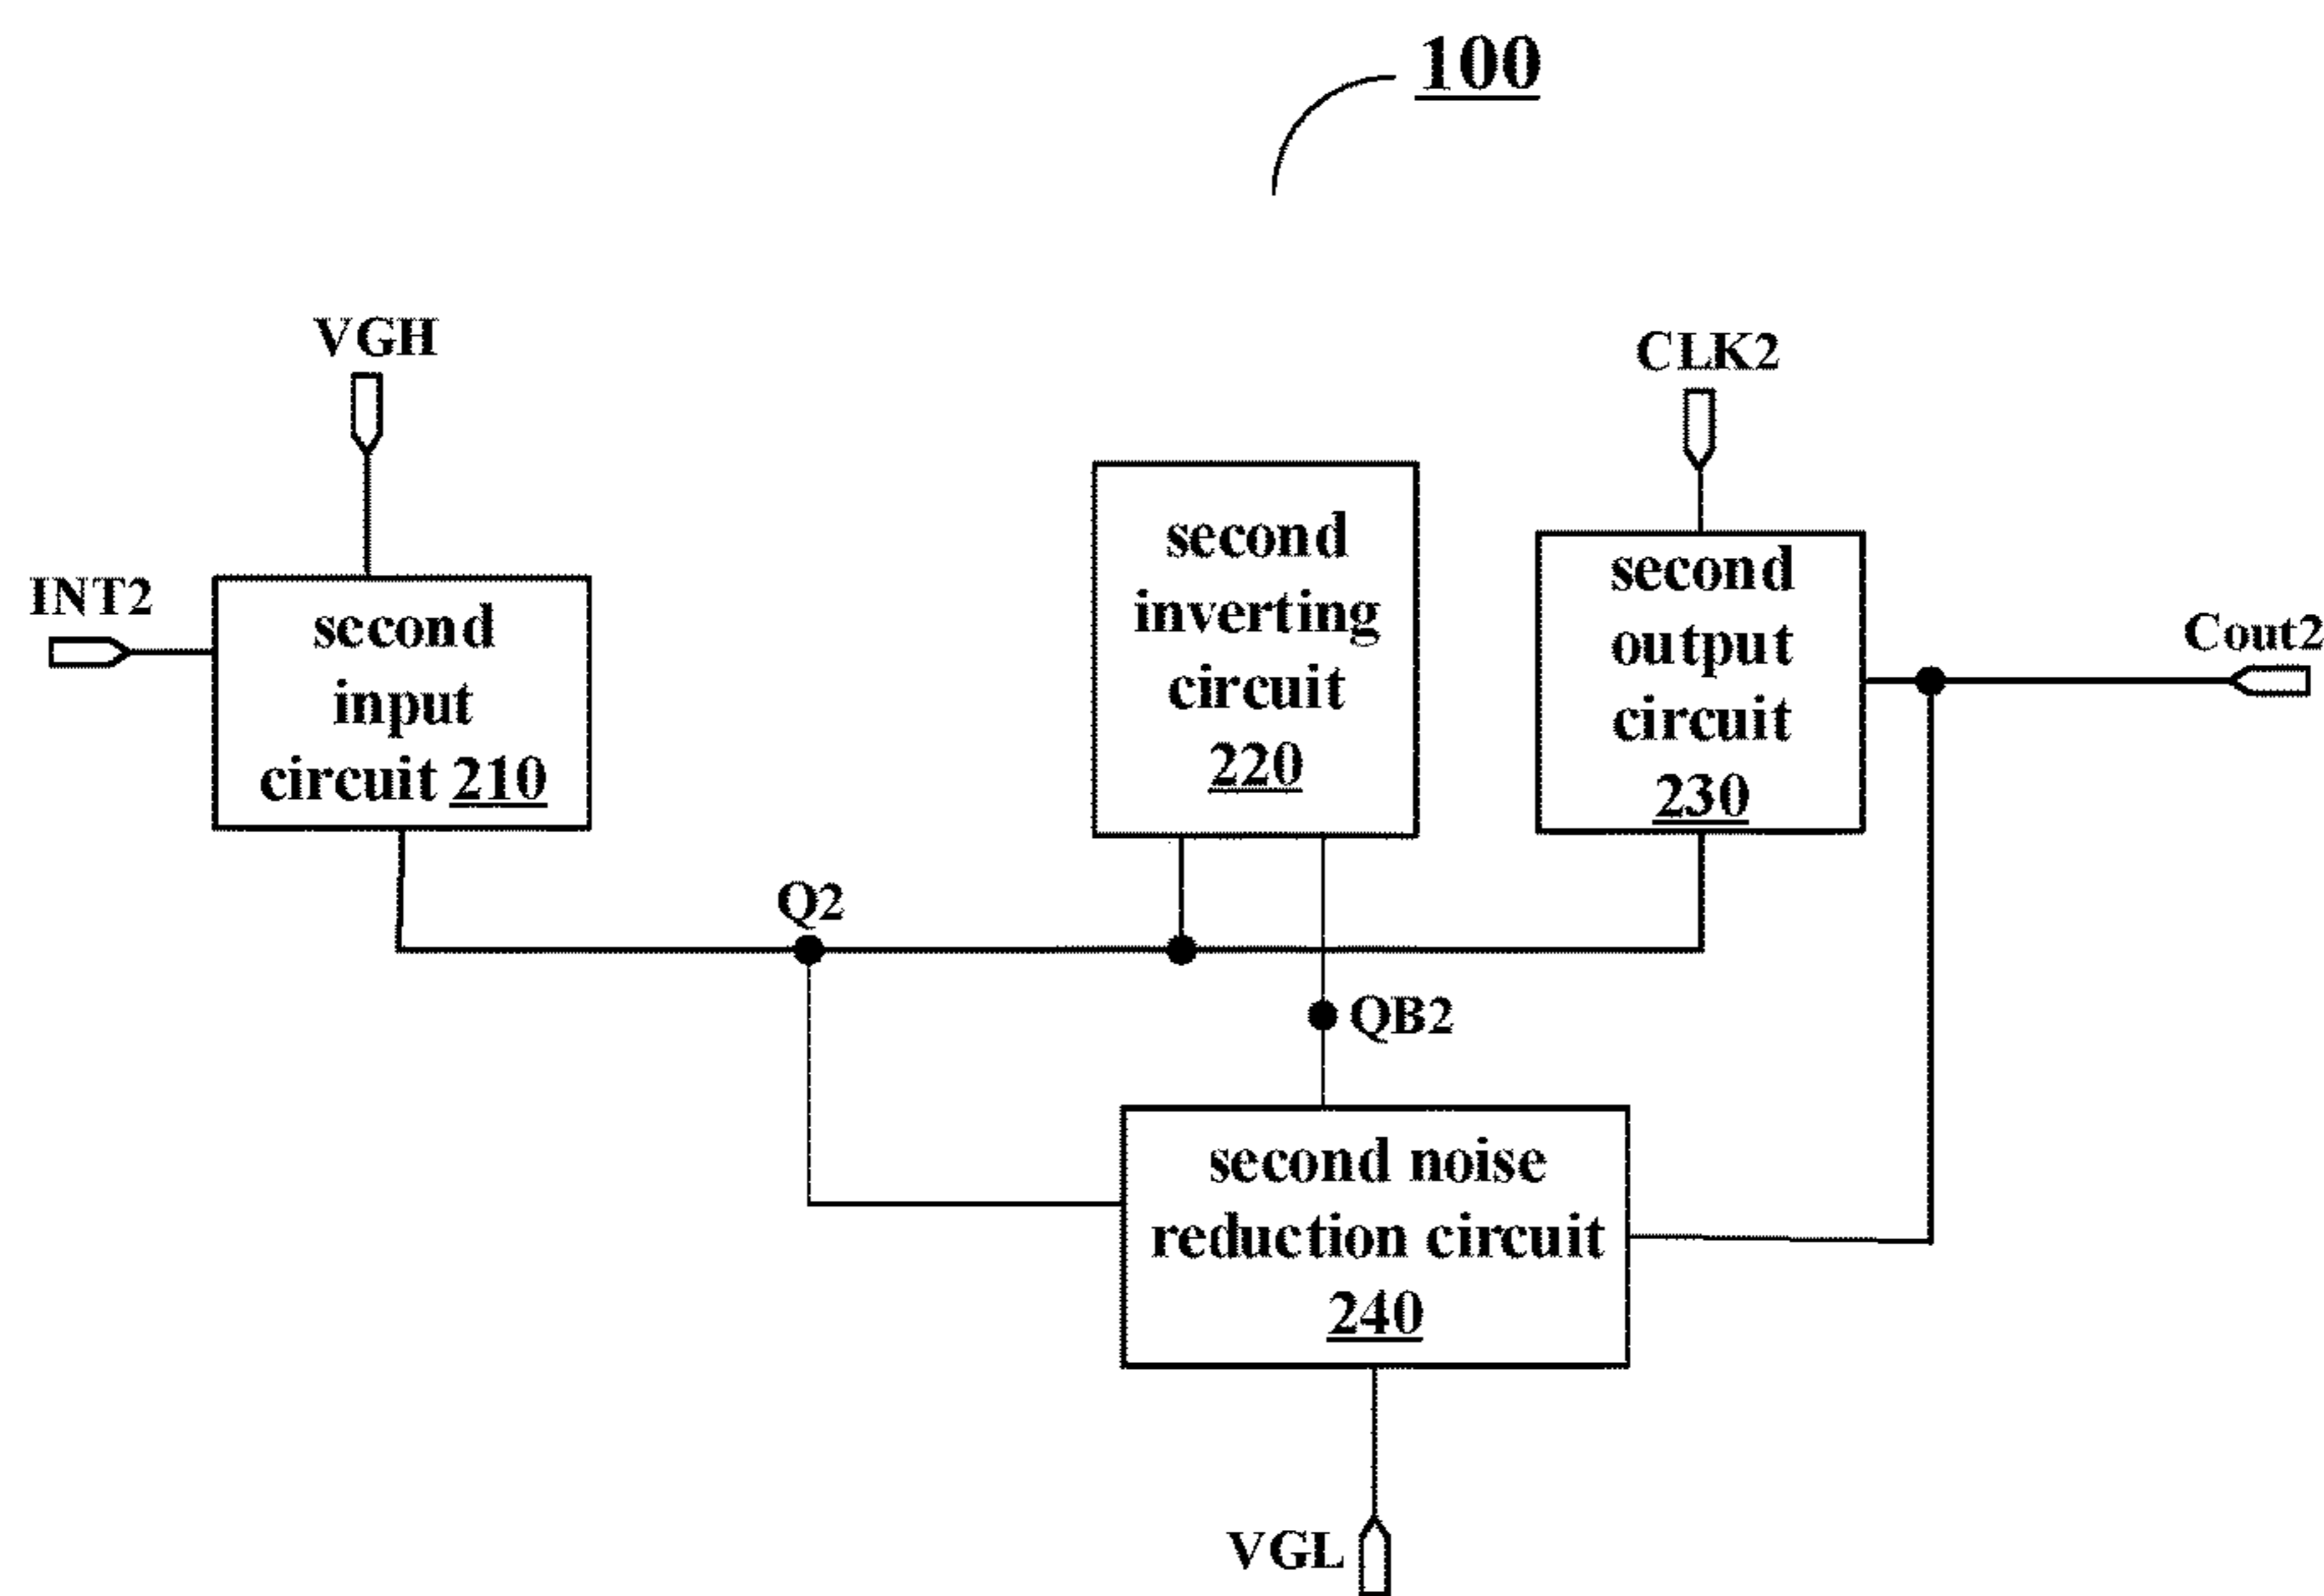 100
VGH
CLK2
INT2
second
input
circuit 210
second
inverting
circuit
220
second
output
circuit
230
Cout2
Q2
QB2
second noise
reduction circuit
240
VGL